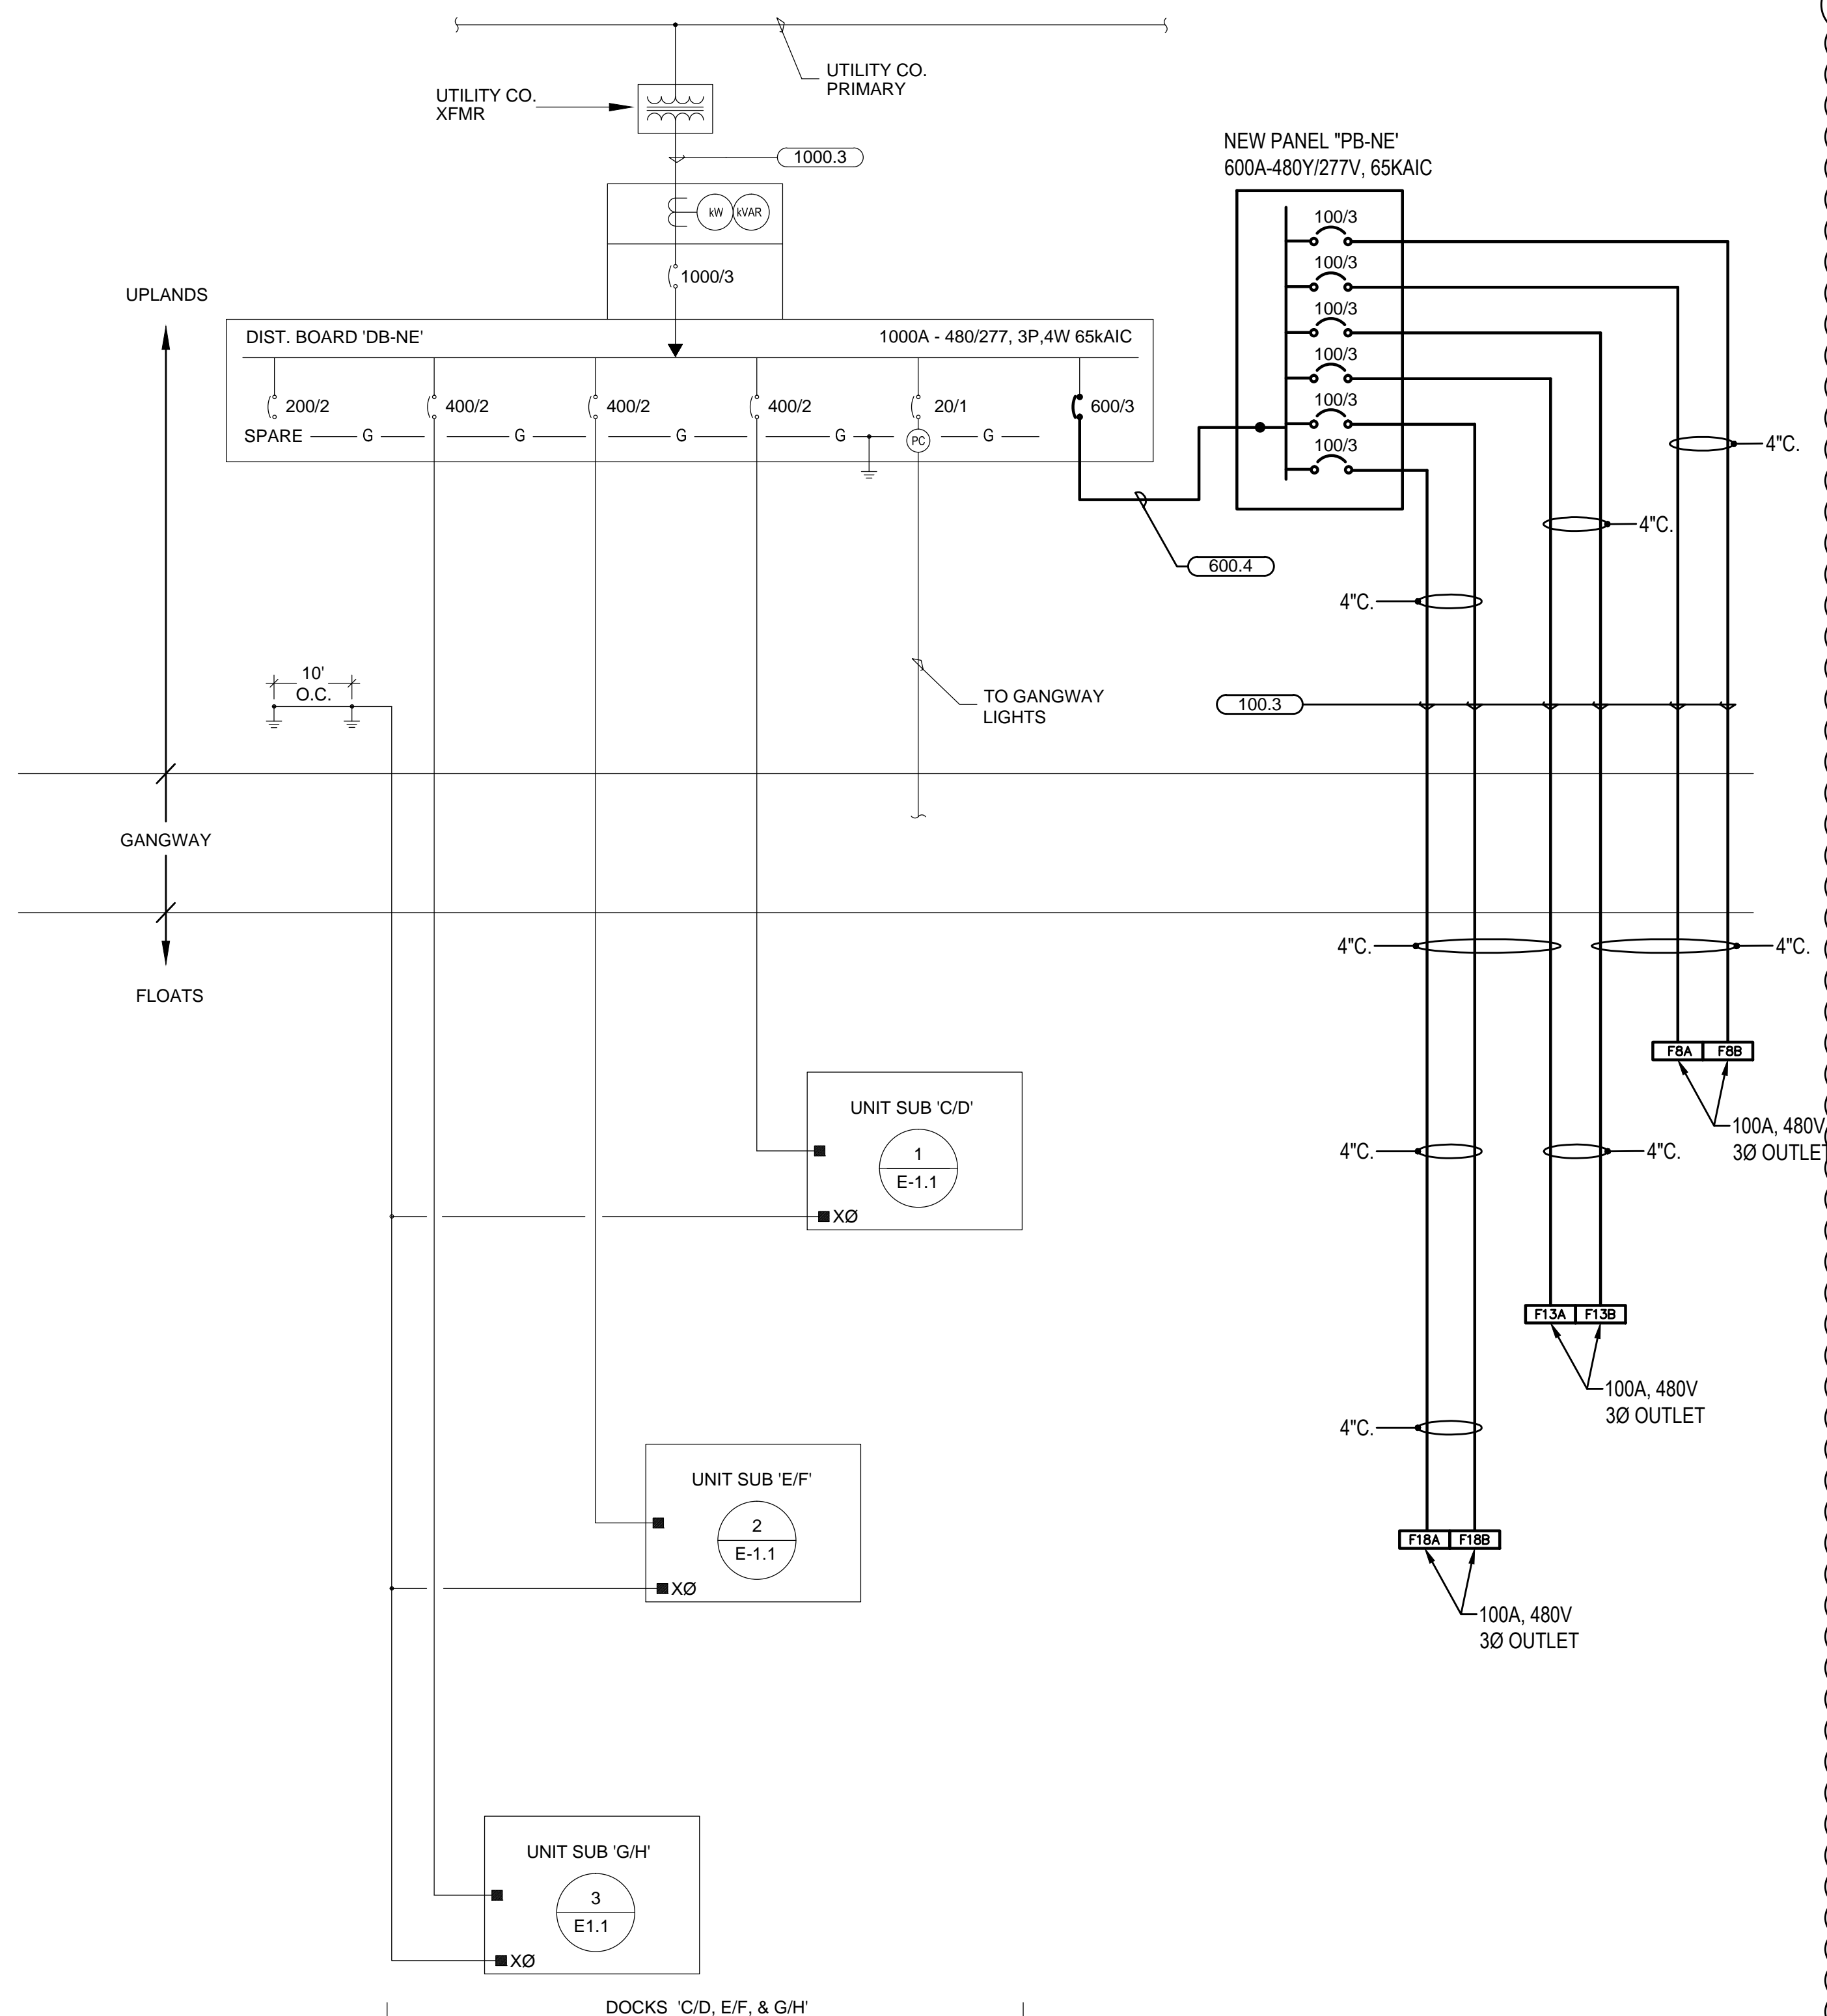 UTILITY CO.
PRIMARY
UTILITY CO.
XFMR
1000.3
kW
kVAR
1000/3
UPLANDS
DIST. BOARD 'DB-NE'
1000A - 480/277, 3P,4W 65kAIC
200/2
400/2
400/2
400/2
20/1
600/3
SPARE
G
G
G
G
PC
G
NEW PANEL "PB-NE'
600A-480Y/277V, 65KAIC
100/3
100/3
100/3
100/3
100/3
100/3
4"C.
4"C.
600.4
4"C.
10'
O.C.
TO GANGWAY
LIGHTS
100.3
GANGWAY
4"C.
4"C.
FLOATS
F8A
F8B
100A, 480V
3Ø OUTLET
UNIT SUB 'C/D'
1
E-1.1
XØ
4"C.
4"C.
F13A
F13B
100A, 480V
3Ø OUTLET
4"C.
UNIT SUB 'E/F'
2
E-1.1
XØ
F18A
F18B
100A, 480V
3Ø OUTLET
UNIT SUB 'G/H'
3
E1.1
XØ
DOCKS 'C/D, E/F, & G/H'